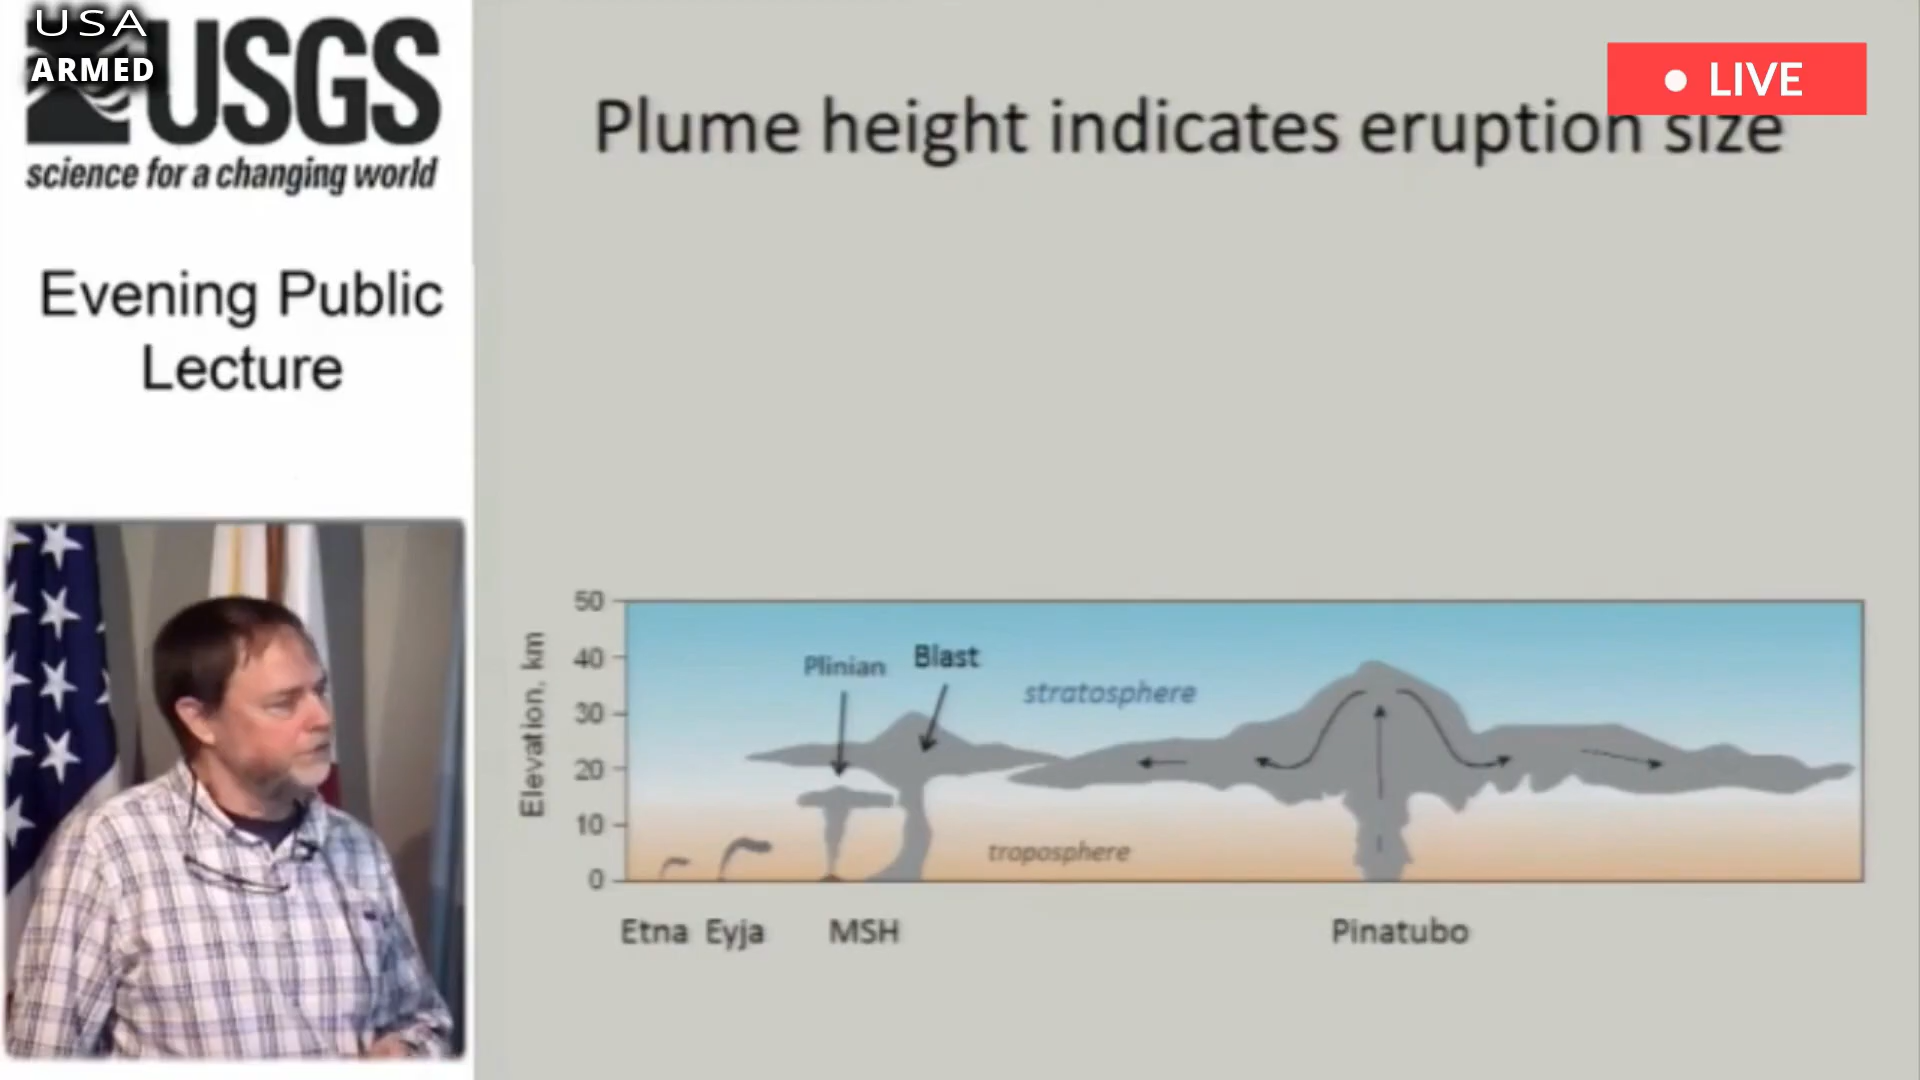 USA
ARMED
USGS
science for a changing world
Evening Public
Lecture
LIVE
Plume height indicates eruption size
Elevation, km
50
40
30
20
10
0
Plinian
Blast
stratosphere
troposphere
Etna Eyja MSH Pinatubo